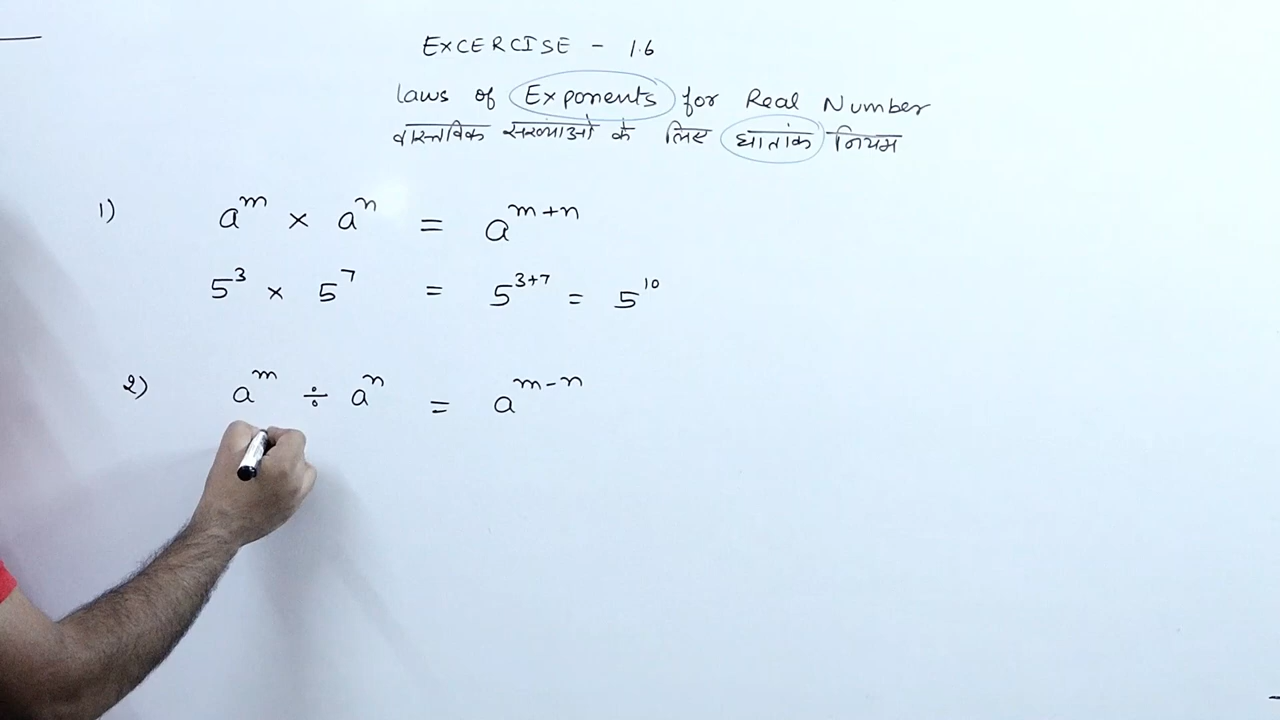 EXCERCISE - 1.6
laws of Exponents for Real Number
वास्तविक संख्याओं के लिए घातांक नियम
1) a^m × a^n = a^{m+n}
5^3 × 5^7 = 5^{3+7} = 5^{10}
2) a^m ÷ a^n = a^{m-n}